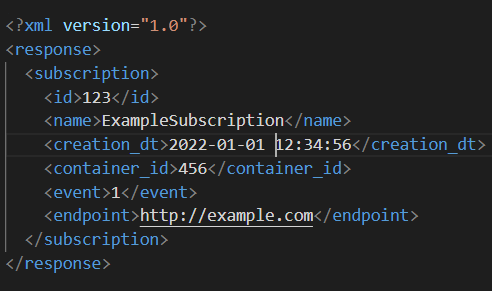 <?xml version="1.0"?>
<response>
  <subscription>
    <id>123</id>
    <name>ExampleSubscription</name>
    <creation_dt>2022-01-01 12:34:56</creation_dt>
    <container_id>456</container_id>
    <event>1</event>
    <endpoint>http://example.com</endpoint>
  </subscription>
</response>